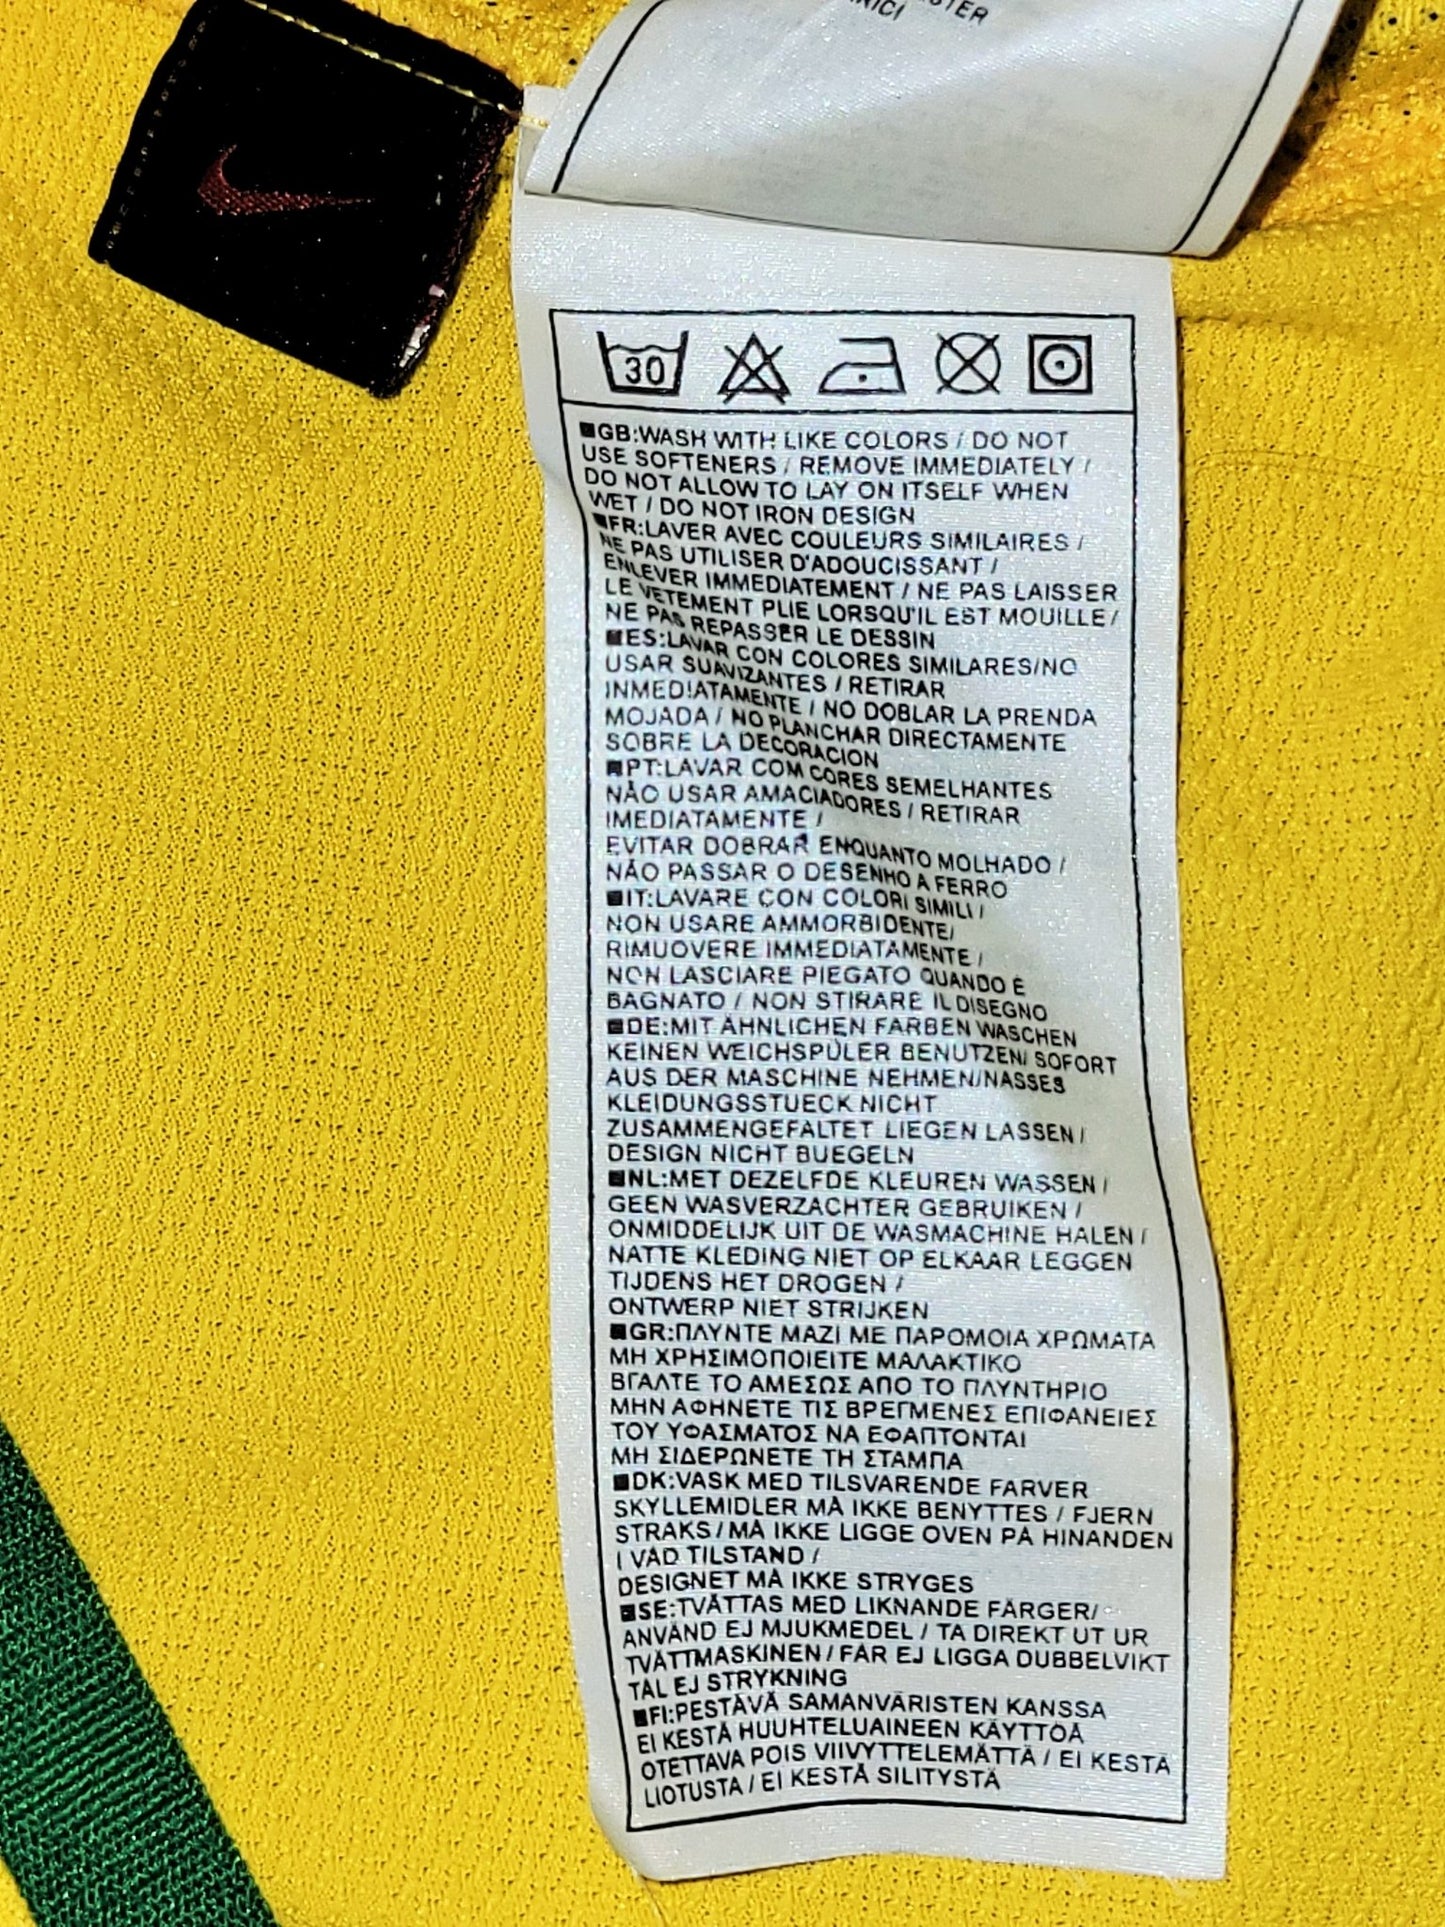 30
■GB:WASH WITH LIKE COLORS / DO NOT
USE SOFTENERS / REMOVE IMMEDIATELY /
DO NOT ALLOW TO LAY ON ITSELF WHEN
WET / DO NOT IRON DESIGN
■FR:LAVER AVEC COULEURS SIMILAIRES /
NE PAS UTILISER D'ADOUCISSANT /
ENLEVER IMMEDIATEMENT / NE PAS LAISSER
LE VETEMENT PLIE LORSQU'IL EST MOUILLE /
NE PAS REPASSER LE DESSIN
■ES:LAVAR CON COLORES SIMILARES/NO
USAR SUAVIZANTES / RETIRAR
INMEDIATAMENTE / NO DOBLAR LA PRENDA
MOJADA / NO PLANCHAR DIRECTAMENTE
SOBRE LA DECORACION
■PT:LAVAR COM CORES SEMELHANTES
NÃO USAR AMACIADORES / RETIRAR
IMEDIATAMENTE /
EVITAR DOBRAR ENQUANTO MOLHADO /
NÃO PASSAR O DESENHO A FERRO
■IT:LAVARE CON COLORI SIMILI /
NON USARE AMMORBIDENTE/
RIMUOVERE IMMEDIATAMENTE /
NON LASCIARE PIEGATO QUANDO E
BAGNATO / NON STIRARE IL DISEGNO
■DE:MIT ÄHNLICHEN FARBEN WASCHEN
KEINEN WEICHSPÜLER BENUTZEN/ SOFORT
AUS DER MASCHINE NEHMEN/NASSES
KLEIDUNGSSTUECK NICHT
ZUSAMMENGEFALTET LIEGEN LASSEN /
DESIGN NICHT BUEGELN
■NL:MET DEZELFDE KLEUREN WASSEN /
GEEN WASVERZACHTER GEBRUIKEN /
ONMIDDELIJK UIT DE WASMACHINE HALEN /
NATTE KLEDING NIET OP ELKAAR LEGGEN
TIJDENS HET DROGEN /
ONTWERP NIET STRIJKEN
■GR:ΠΛΥΝΤΕ ΜΑΖΙ ΜΕ ΠΑΡΟΜΟΙΑ ΧΡΩΜΑΤΑ
ΜΗ ΧΡΗΣΙΜΟΠΟΙΕΙΤΕ ΜΑΛΑΚΤΙΚΟ
ΒΓΑΛΤΕ ΤΟ ΑΜΕΣΩΣ ΑΠΟ ΤΟ ΠΛΥΝΤΗΡΙΟ
ΜΗΝ ΑΦΗΝΕΤΕ ΤΙΣ ΒΡΕΓΜΕΝΕΣ ΕΠΙΦΑΝΕΙΕΣ
ΤΟΥ ΥΦΑΣΜΑΤΟΣ ΝΑ ΕΦΑΠΤΟΝΤΑΙ
ΜΗ ΣΙΔΕΡΩΝΕΤΕ ΤΗ ΣΤΑΜΠΑ
■DK:VASK MED TILSVARENDE FARVER
SKYLLEMIDLER MÅ IKKE BENYTTES / FJERN
STRAKS / MÅ IKKE LIGGE OVEN PÅ HINANDEN
I VÅD TILSTAND /
DESIGNET MÅ IKKE STRYGES
■SE:TVÄTTAS MED LIKNANDE FÄRGER/
ANVÄND EJ MJUKMEDEL / TA DIREKT UT UR
TVÄTTMASKINEN / FÅR EJ LIGGA DUBBELVIKT
TÅL EJ STRYKNING
■FI:PESTÄVÄ SAMANVÄRISTEN KANSSA
EI KESTÄ HUUHTELUAINEEN KÄYTTÖÄ
OTETTAVA POIS VIIVYTTELEMÄTTÄ / EI KESTÄ
LIOTUSTA / EI KESTÄ SILITYSTÄ